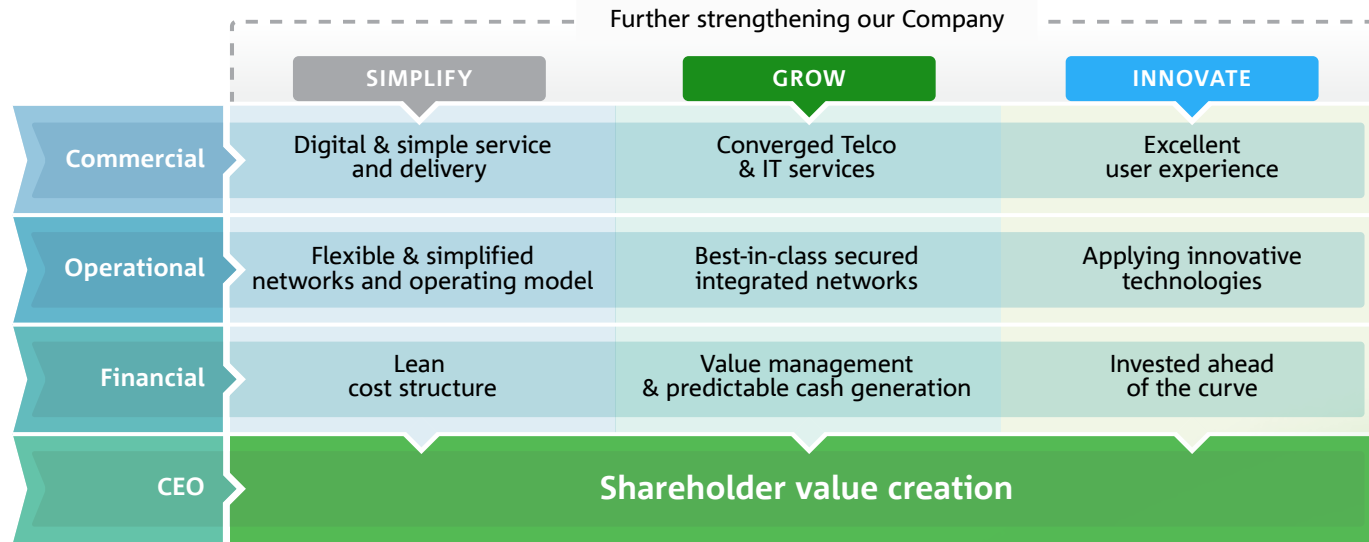 Further strengthening our Company
SIMPLIFY
GROW
INNOVATE
Commercial
Digital & simple service
and delivery
Converged Telco
& IT services
Excellent
user experience
Operational
Flexible & simplified
networks and operating model
Best-in-class secured
integrated networks
Applying innovative
technologies
Financial
Lean
cost structure
Value management
& predictable cash generation
Invested ahead
of the curve
CEO
Shareholder value creation